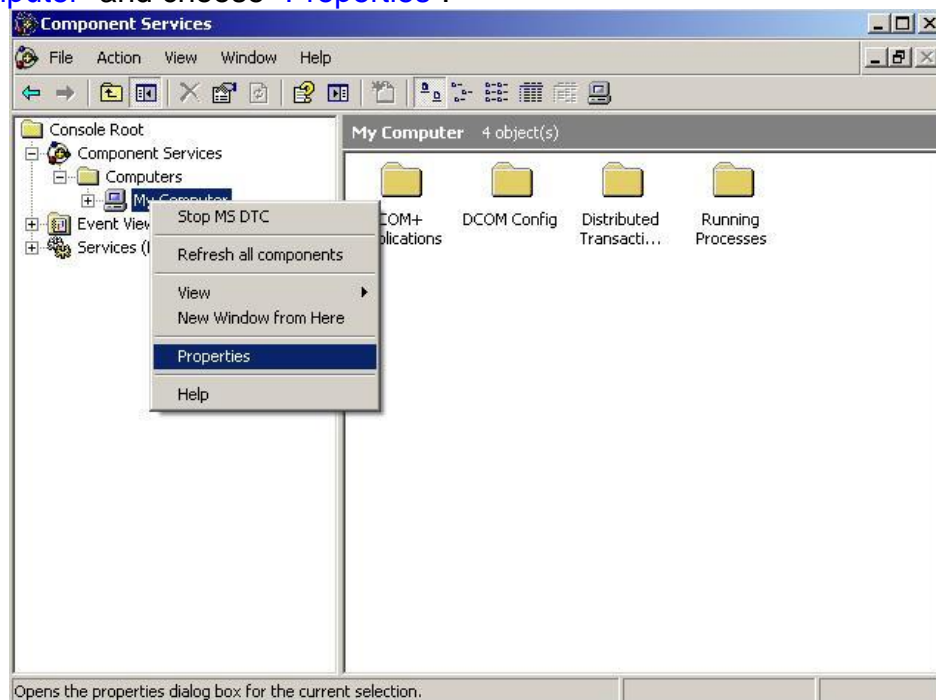 and choose "Properties".
Component Services
File Action View Window Help
Console Root
Component Services
Computers
My Computer
Event View
Services (
My Computer 4 object(s)
COM+
plications
DCOM Config
Distributed
Transacti...
Running
Processes
Stop MS DTC
Refresh all components
View
New Window from Here
Properties
Help
Opens the properties dialog box for the current selection.